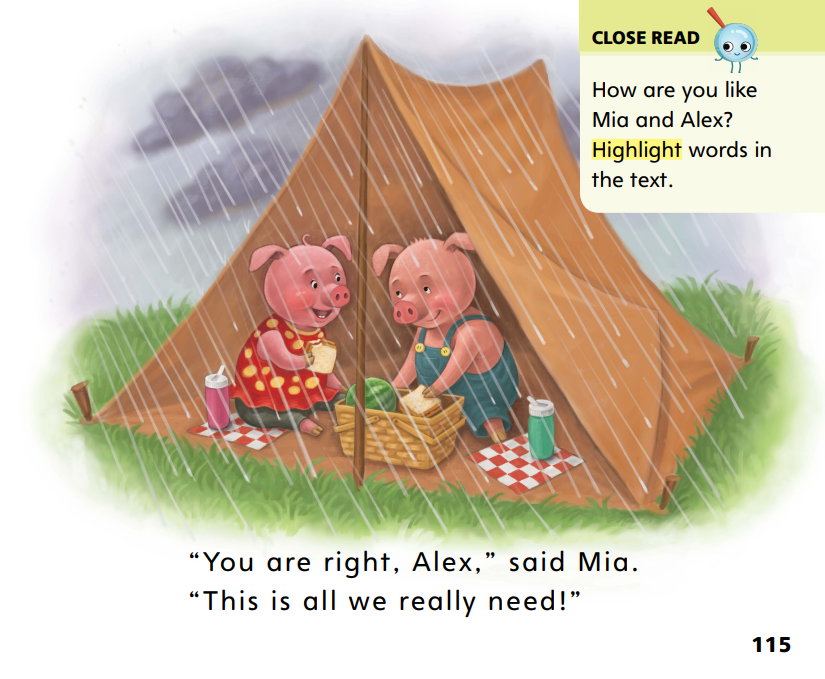 CLOSE READ
How are you like
Mia and Alex?
Highlight words in
the text.
“You are right, Alex,” said Mia.
“This is all we really need!”
115